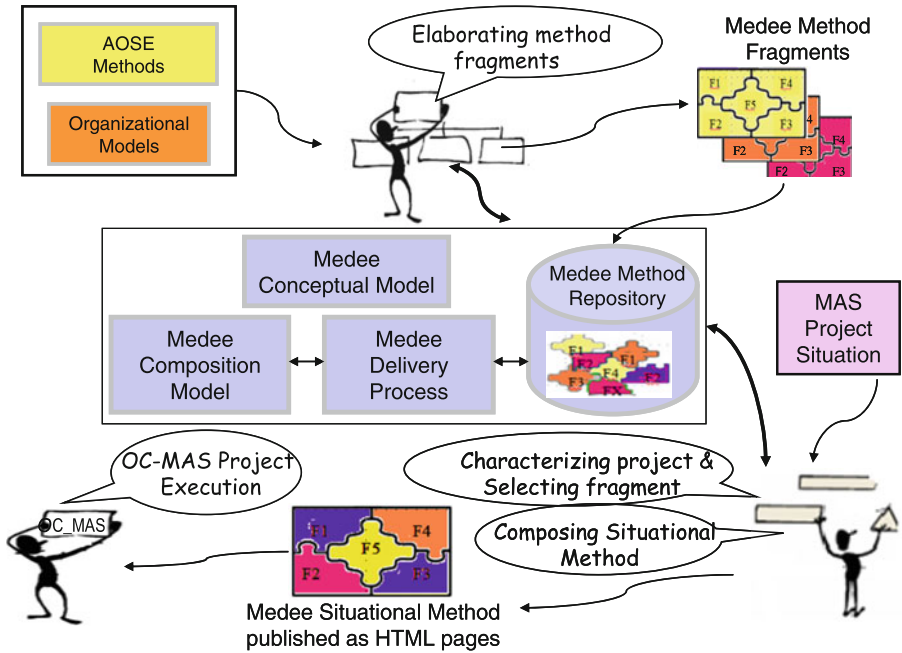 AOSE
Methods
Organizational
Models
Elaborating method
fragments
Medee Method
Fragments
F1
F4
F5
F2
F3
4
F2
F3
F4
F2
F3
Medee
Conceptual Model
Medee Method
Repository
Medee
Composition
Model
Medee
Delivery
Process
F1
F2
F1
F4
F3
F2
FX
MAS
Project
Situation
OC-MAS Project
Execution
Characterizing project &
Selecting fragment
Composing Situational
Method
OC_MAS
F1
F4
F5
F2
F3
Medee Situational Method
published as HTML pages